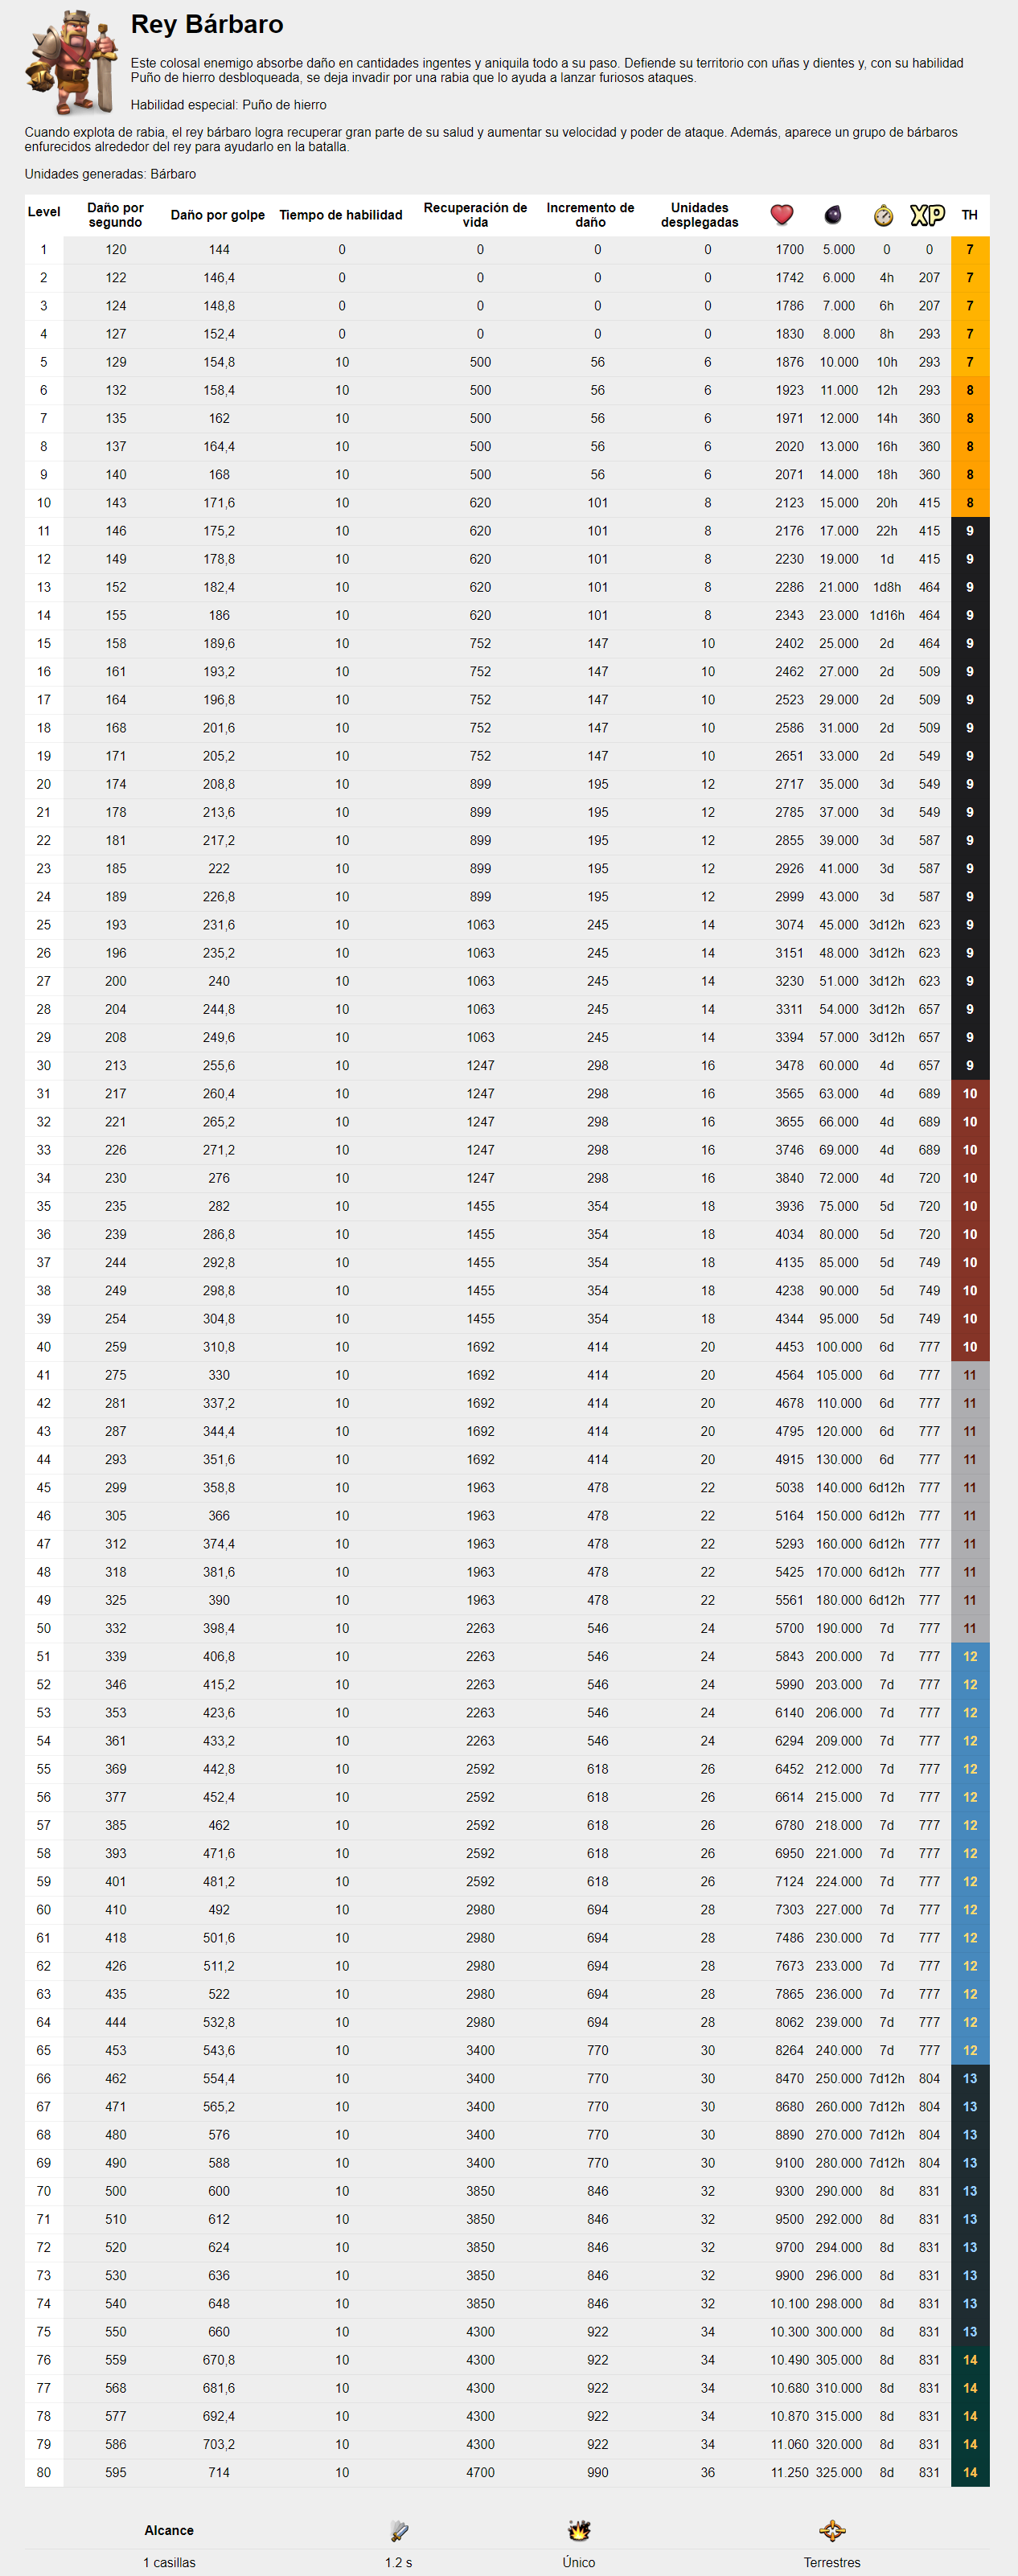 Rey Bárbaro
Este colosal enemigo absorbe daño en cantidades ingentes y aniquila todo a su paso. Defiende su territorio con uñas y dientes y, con su habilidad
Puño de hierro desbloqueada, se deja invadir por una rabia que lo ayuda a lanzar furiosos ataques.
Habilidad especial: Puño de hierro
Cuando explota de rabia, el rey bárbaro logra recuperar gran parte de su salud y aumentar su velocidad y poder de ataque. Además, aparece un grupo de bárbaros
enfurecidos alrededor del rey para ayudarlo en la batalla.
Unidades generadas: Bárbaro
Level Daño por segundo Daño por golpe Tiempo de habilidad Recuperación de vida Incremento de daño Unidades desplegadas XP TH
1 120 144 0 0 0 0 1700 5.000 0 0 7
2 122 146,4 0 0 0 0 1742 6.000 4h 207 7
3 124 148,8 0 0 0 0 1786 7.000 6h 207 7
4 127 152,4 0 0 0 0 1830 8.000 8h 293 7
5 129 154,8 10 500 56 6 1876 10.000 10h 293 7
6 132 158,4 10 500 56 6 1923 11.000 12h 293 8
7 135 162 10 500 56 6 1971 12.000 14h 360 8
8 137 164,4 10 500 56 6 2020 13.000 16h 360 8
9 140 168 10 500 56 6 2071 14.000 18h 360 8
10 143 171,6 10 620 101 8 2123 15.000 20h 415 8
11 146 175,2 10 620 101 8 2176 17.000 22h 415 9
12 149 178,8 10 620 101 8 2230 19.000 1d 415 9
13 152 182,4 10 620 101 8 2286 21.000 1d8h 464 9
14 155 186 10 620 101 8 2343 23.000 1d16h 464 9
15 158 189,6 10 752 147 10 2402 25.000 2d 464 9
16 161 193,2 10 752 147 10 2462 27.000 2d 509 9
17 164 196,8 10 752 147 10 2523 29.000 2d 509 9
18 168 201,6 10 752 147 10 2586 31.000 2d 509 9
19 171 205,2 10 752 147 10 2651 33.000 2d 549 9
20 174 208,8 10 899 195 12 2717 35.000 3d 549 9
21 178 213,6 10 899 195 12 2785 37.000 3d 549 9
22 181 217,2 10 899 195 12 2855 39.000 3d 587 9
23 185 222 10 899 195 12 2926 41.000 3d 587 9
24 189 226,8 10 899 195 12 2999 43.000 3d 587 9
25 193 231,6 10 1063 245 14 3074 45.000 3d12h 623 9
26 196 235,2 10 1063 245 14 3151 48.000 3d12h 623 9
27 200 240 10 1063 245 14 3230 51.000 3d12h 623 9
28 204 244,8 10 1063 245 14 3311 54.000 3d12h 657 9
29 208 249,6 10 1063 245 14 3394 57.000 3d12h 657 9
30 213 255,6 10 1247 298 16 3478 60.000 4d 657 9
31 217 260,4 10 1247 298 16 3565 63.000 4d 689 10
32 221 265,2 10 1247 298 16 3655 66.000 4d 689 10
33 226 271,2 10 1247 298 16 3746 69.000 4d 689 10
34 230 276 10 1247 298 16 3840 72.000 4d 720 10
35 235 282 10 1455 354 18 3936 75.000 5d 720 10
36 239 286,8 10 1455 354 18 4034 80.000 5d 720 10
37 244 292,8 10 1455 354 18 4135 85.000 5d 749 10
38 249 298,8 10 1455 354 18 4238 90.000 5d 749 10
39 254 304,8 10 1455 354 18 4344 95.000 5d 749 10
40 259 310,8 10 1692 414 20 4453 100.000 6d 777 10
41 275 330 10 1692 414 20 4564 105.000 6d 777 11
42 281 337,2 10 1692 414 20 4678 110.000 6d 777 11
43 287 344,4 10 1692 414 20 4795 120.000 6d 777 11
44 293 351,6 10 1692 414 20 4915 130.000 6d 777 11
45 299 358,8 10 1963 478 22 5038 140.000 6d12h 777 11
46 305 366 10 1963 478 22 5164 150.000 6d12h 777 11
47 312 374,4 10 1963 478 22 5293 160.000 6d12h 777 11
48 318 381,6 10 1963 478 22 5425 170.000 6d12h 777 11
49 325 390 10 1963 478 22 5561 180.000 6d12h 777 11
50 332 398,4 10 2263 546 24 5700 190.000 7d 777 11
51 339 406,8 10 2263 546 24 5843 200.000 7d 777 12
52 346 415,2 10 2263 546 24 5990 203.000 7d 777 12
53 353 423,6 10 2263 546 24 6140 206.000 7d 777 12
54 361 433,2 10 2263 546 24 6294 209.000 7d 777 12
55 369 442,8 10 2592 618 26 6452 212.000 7d 777 12
56 377 452,4 10 2592 618 26 6614 215.000 7d 777 12
57 385 462 10 2592 618 26 6780 218.000 7d 777 12
58 393 471,6 10 2592 618 26 6950 221.000 7d 777 12
59 401 481,2 10 2592 618 26 7124 224.000 7d 777 12
60 410 492 10 2980 694 28 7303 227.000 7d 777 12
61 418 501,6 10 2980 694 28 7486 230.000 7d 777 12
62 426 511,2 10 2980 694 28 7673 233.000 7d 777 12
63 435 522 10 2980 694 28 7865 236.000 7d 777 12
64 444 532,8 10 2980 694 28 8062 239.000 7d 777 12
65 453 543,6 10 3400 770 30 8264 240.000 7d 777 12
66 462 554,4 10 3400 770 30 8470 250.000 7d12h 804 13
67 471 565,2 10 3400 770 30 8680 260.000 7d12h 804 13
68 480 576 10 3400 770 30 8890 270.000 7d12h 804 13
69 490 588 10 3400 770 30 9100 280.000 7d12h 804 13
70 500 600 10 3850 846 32 9300 290.000 8d 831 13
71 510 612 10 3850 846 32 9500 292.000 8d 831 13
72 520 624 10 3850 846 32 9700 294.000 8d 831 13
73 530 636 10 3850 846 32 9900 296.000 8d 831 13
74 540 648 10 3850 846 32 10.100 298.000 8d 831 13
75 550 660 10 4300 922 34 10.300 300.000 8d 831 13
76 559 670,8 10 4300 922 34 10.490 305.000 8d 831 14
77 568 681,6 10 4300 922 34 10.680 310.000 8d 831 14
78 577 692,4 10 4300 922 34 10.870 315.000 8d 831 14
79 586 703,2 10 4300 922 34 11.060 320.000 8d 831 14
80 595 714 10 4700 990 36 11.250 325.000 8d 831 14
Alcance
1 casillas 1.2 s Único Terrestres